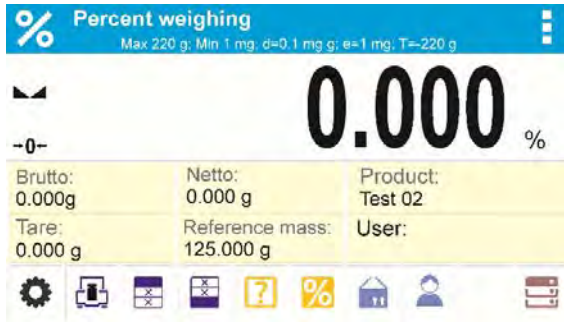 % Percent weighing
Max 220 g; Min 1 mg; d=0.1 mg g; e=1 mg; T=-220 g
0.000 %
→0←
Brutto: Netto: Product:
0.000g 0.000 g Test 02
Tare: Reference mass: User:
0.000 g 125.000 g
? %